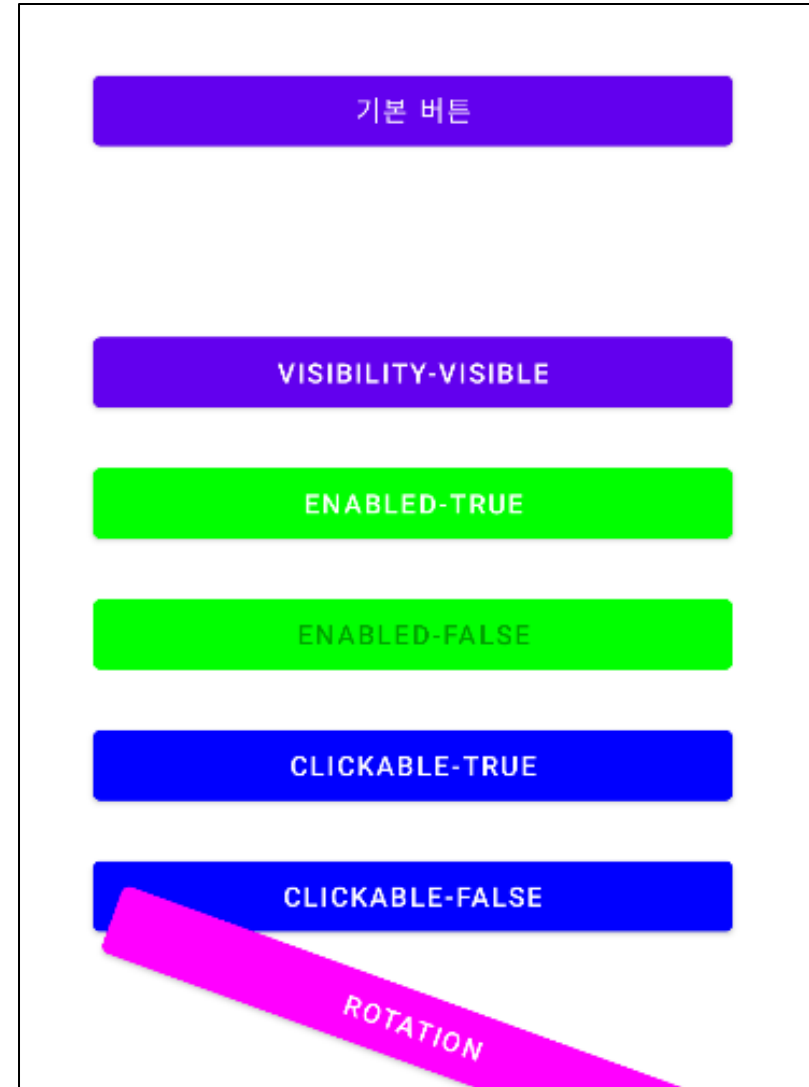 기본 버튼
VISIBILITY-VISIBLE
ENABLED-TRUE
ENABLED-FALSE
CLICKABLE-TRUE
CLICKABLE-FALSE
ROTATION